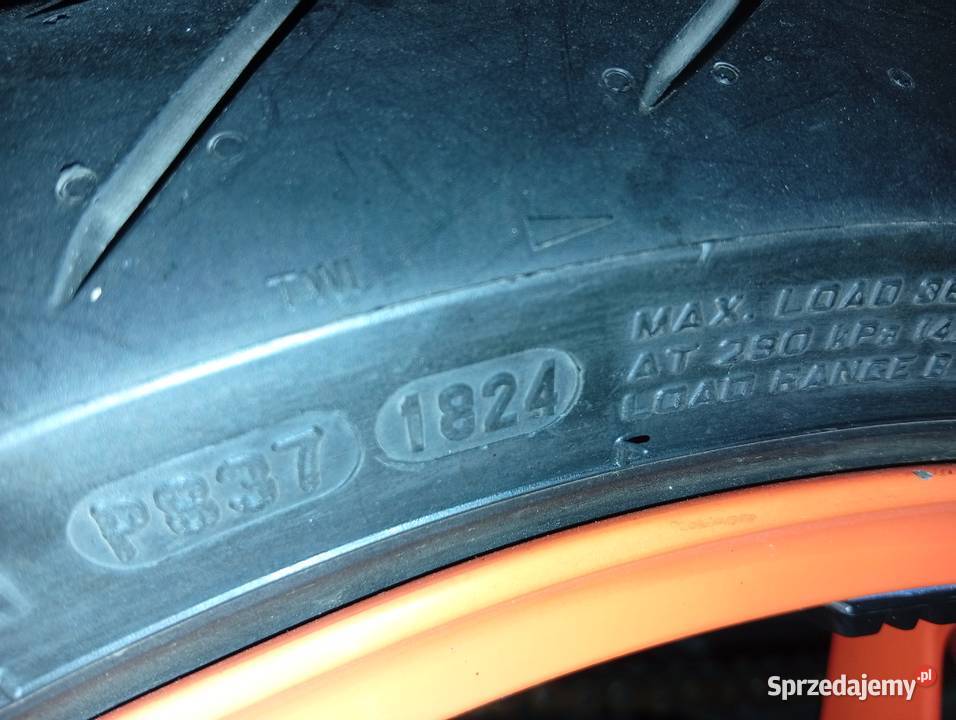 TWI
MAX. LOAD
AT 290 kPa
LOAD RANGE B
1824
P837
Sprzedajemy.pl